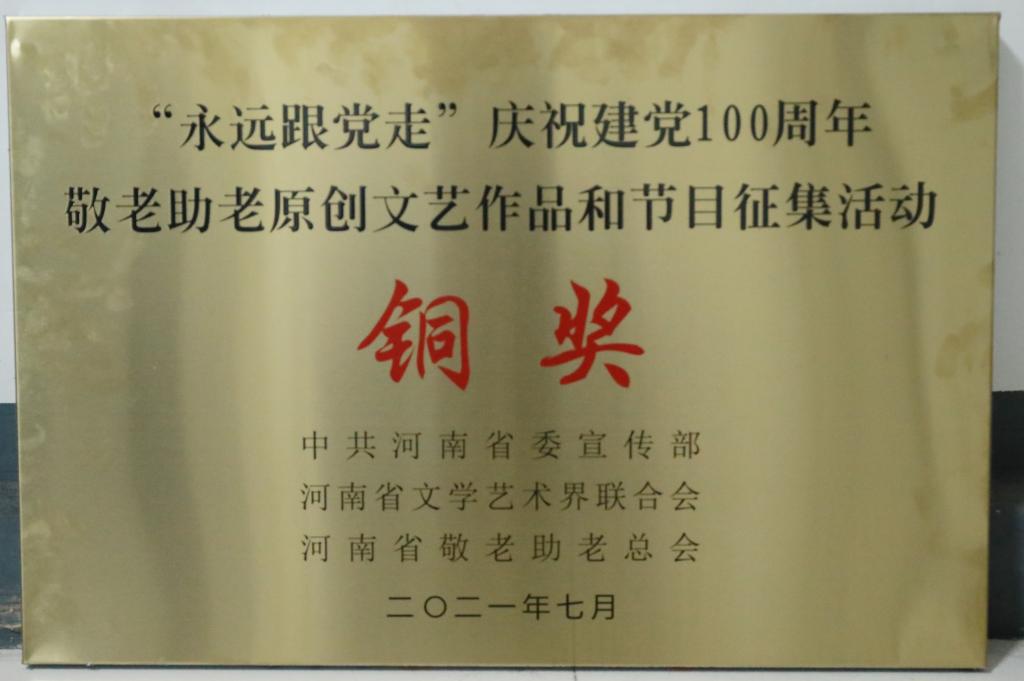 “永远跟党走”庆祝建党100周年
敬老助老原创文艺作品和节目征集活动
铜奖
中共河南省委宣传部
河南省文学艺术界联合会
河南省敬老助老总会
二〇二一年七月